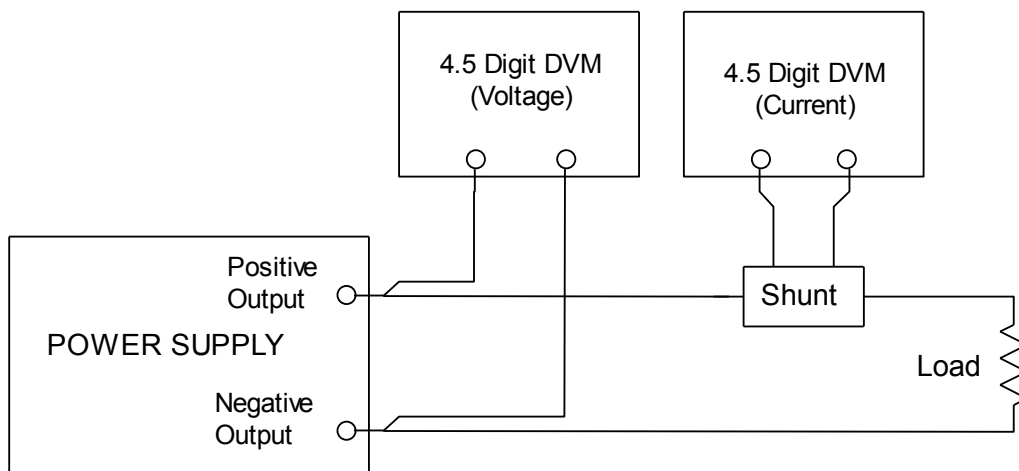 4.5 Digit DVM
(Voltage)
4.5 Digit DVM
(Current)
Positive
Output
Shunt
POWER SUPPLY
Load
Negative
Output